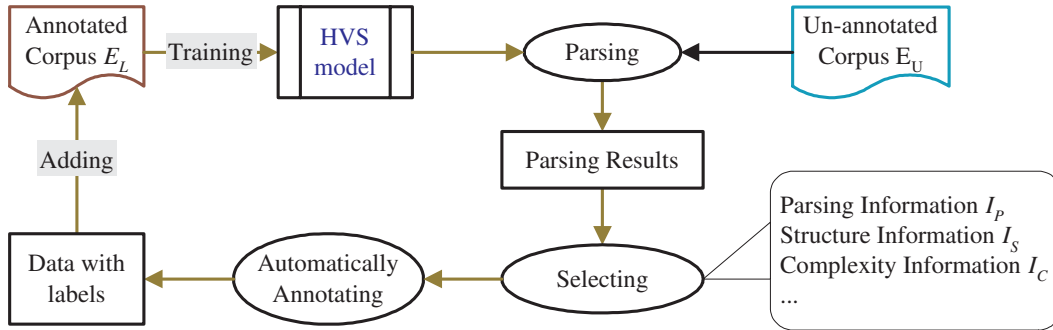 Annotated
Corpus E_L
Training
HVS
model
Parsing
Un-annotated
Corpus E_U
Adding
Parsing Results
Parsing Information I_P
Structure Information I_S
Complexity Information I_C
...
Data with
labels
Automatically
Annotating
Selecting